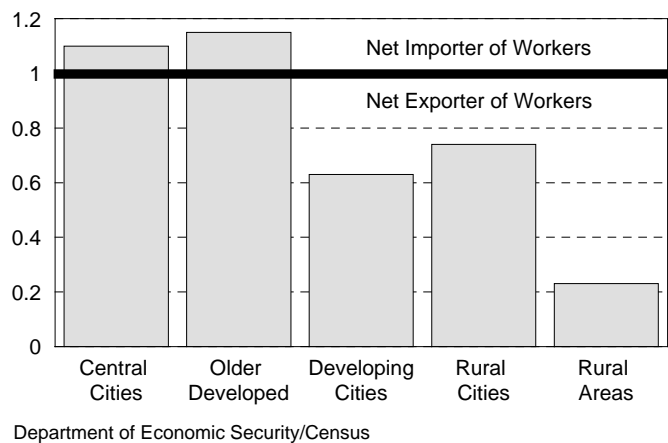 1.2
Net Importer of Workers
1
Net Exporter of Workers
0.8
0.6
0.4
0.2
0
Central Cities
Older Developed
Developing Cities
Rural Cities
Rural Areas
Department of Economic Security/Census